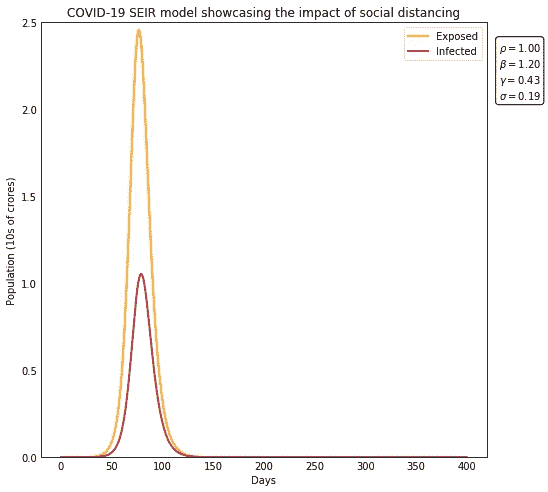 COVID-19 SEIR model showcasing the impact of social distancing
2.5
2.0
1.5
1.0
0.5
0.0
Population (10s of crores)
0 50 100 150 200 250 300 350 400
Days
Exposed
Infected
ρ = 1.00
β = 1.20
γ = 0.43
σ = 0.19